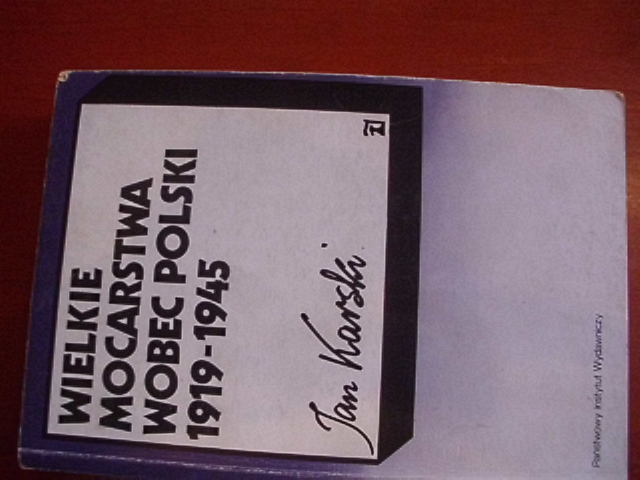 WIELKIE
MOCARSTWA
WOBEC POLSKI
1919-1945
Jan Karski
Państwowy Instytut Wydawniczy